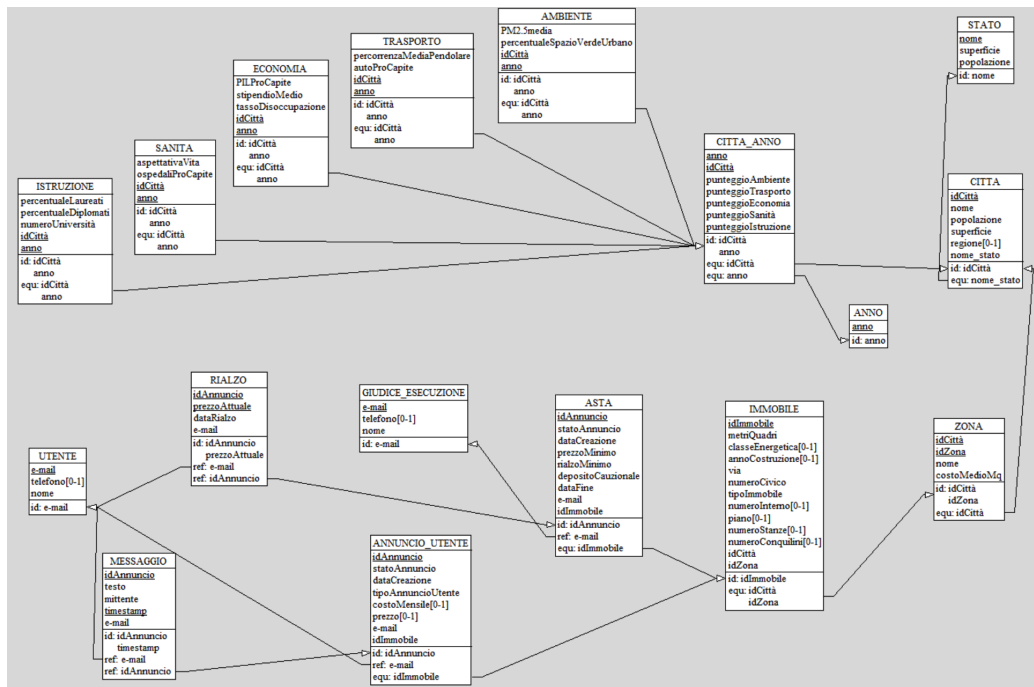 AMBIENTE
PM2.5media
percentualeSpazioVerdeUrbano
idCittà
anno
id: idCittà
anno
equ: idCittà
anno
STATO
nome
superficie
popolazione
id: nome
TRASPORTO
percorrenzaMediaPendolare
autoProCapite
idCittà
anno
id: idCittà
anno
equ: idCittà
anno
ECONOMIA
PILProCapite
stipendioMedio
tassoDisoccupazione
idCittà
anno
id: idCittà
anno
equ: idCittà
anno
SANITA
aspettativaVita
ospedaliProCapite
idCittà
anno
id: idCittà
anno
equ: idCittà
anno
ISTRUZIONE
percentualeLaureati
percentualeDiplomati
numeroUniversità
idCittà
anno
id: idCittà
anno
equ: idCittà
anno
CITTA_ANNO
anno
idCittà
punteggioAmbiente
punteggioTrasporto
punteggioEconomia
punteggioSanità
punteggioIstruzione
id: idCittà
anno
equ: idCittà
equ: anno
CITTA
idCittà
nome
popolazione
superficie
regione[0-1]
nome_stato
id: idCittà
equ: nome_stato
ANNO
anno
id: anno
RIALZO
idAnnuncio
prezzoAttuale
dataRialzo
e-mail
id: idAnnuncio
prezzoAttuale
ref: e-mail
ref: idAnnuncio
GIUDICE_ESECUZIONE
e-mail
telefono[0-1]
nome
id: e-mail
ASTA
idAnnuncio
statoAnnuncio
dataCreazione
prezzoMinimo
rialzoMinimo
depositoCauzionale
dataFine
e-mail
idImmobile
id: idAnnuncio
ref: e-mail
equ: idImmobile
IMMOBILE
idImmobile
metriQuadri
classeEnergetica[0-1]
annoCostruzione[0-1]
via
numeroCivico
tipoImmobile
numeroInterno[0-1]
piano[0-1]
numeroStanze[0-1]
numeroConquilini[0-1]
idCittà
idZona
id: idImmobile
equ: idCittà
idZona
ZONA
idCittà
idZona
nome
costoMedioMq
id: idCittà
idZona
equ: idCittà
UTENTE
e-mail
telefono[0-1]
nome
id: e-mail
MESSAGGIO
idAnnuncio
testo
mittente
timestamp
e-mail
id: idAnnuncio
timestamp
ref: e-mail
ref: idAnnuncio
ANNUNCIO_UTENTE
idAnnuncio
statoAnnuncio
dataCreazione
tipoAnnuncioUtente
costoMensile[0-1]
prezzo[0-1]
e-mail
idImmobile
id: idAnnuncio
ref: e-mail
equ: idImmobile